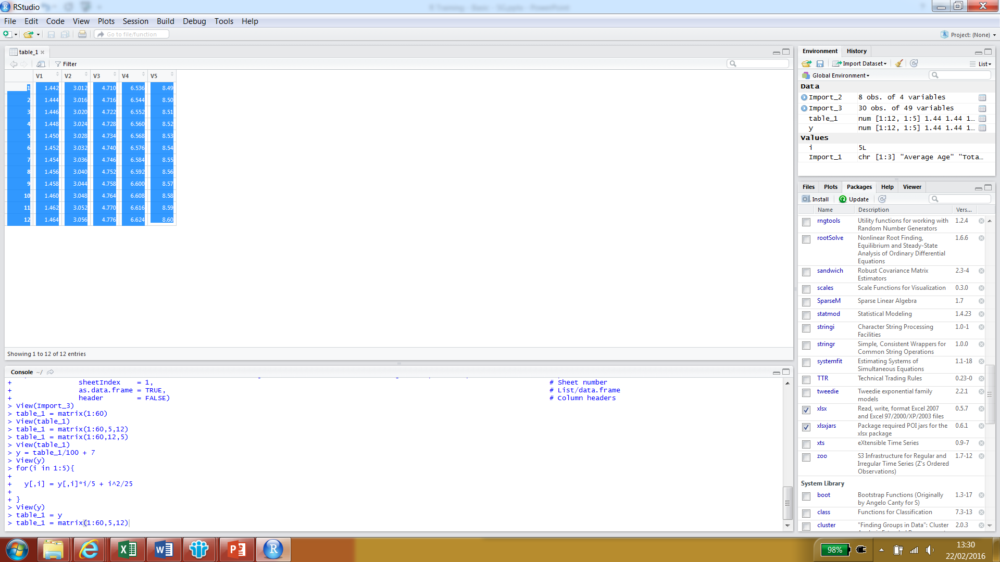 RStudio
R Training - Basic - SG.pptx - PowerPoint
File Edit Code View Plots Session Build Debug Tools Help
Go to file/function
Project: (None)
table_1
Filter
V1 V2 V3 V4 V5
1 1.442 3.012 4.710 6.536 8.49
2 1.444 3.016 4.716 6.544 8.50
3 1.446 3.020 4.722 6.552 8.51
4 1.448 3.024 4.728 6.560 8.52
5 1.450 3.028 4.734 6.568 8.53
6 1.452 3.032 4.740 6.576 8.54
7 1.454 3.036 4.746 6.584 8.55
8 1.456 3.040 4.752 6.592 8.56
9 1.458 3.044 4.758 6.600 8.57
10 1.460 3.048 4.764 6.608 8.58
11 1.462 3.052 4.770 6.616 8.59
12 1.464 3.056 4.776 6.624 8.60
Showing 1 to 12 of 12 entries
Console ~/
+ sheetIndex = 1, # Sheet number
+ as.data.frame = TRUE, # List/data.frame
+ header = FALSE) # Column headers
> View(Import_3)
> table_1 = matrix(1:60)
> View(table_1)
> table_1 = matrix(1:60,5,12)
> table_1 = matrix(1:60,12,5)
> View(table_1)
> y = table_1/100 + 7
> View(y)
> for(i in 1:5){
+
+ y[,i] = y[,i]*i/5 + i^2/25
+
+ }
> View(y)
> table_1 = y
> table_1 = matrix(1:60,5,12)
Environment History
Import Dataset
List
Global Environment
Data
Import_2 8 obs. of 4 variables
Import_3 30 obs. of 49 variables
table_1 num [1:12, 1:5] 1.44 1.44 1…
y num [1:12, 1:5] 1.44 1.44 1…
Values
i 5L
Import_1 chr [1:3] "Average Age" "Tota…
Files Plots Packages Help Viewer
Install Update
Name Description Vers...
rngtools Utility functions for working with 1.2.4
Random Number Generators
rootSolve Nonlinear Root Finding, 1.6.6
Equilibrium and Steady-State
Analysis of Ordinary Differential
Equations
sandwich Robust Covariance Matrix 2.3-4
Estimators
scales Scale Functions for Visualization 0.3.0
SparseM Sparse Linear Algebra 1.7
statmod Statistical Modeling 1.4.23
stringi Character String Processing 1.0-1
Facilities
stringr Simple, Consistent Wrappers for 1.0.0
Common String Operations
systemfit Estimating Systems of 1.1-18
Simultaneous Equations
TTR Technical Trading Rules 0.23-0
tweedie Tweedie exponential family 2.2.1
models
xlsx Read, write, format Excel 2007 0.5.7
and Excel 97/2000/XP/2003 files
xlsxjars Package required POI jars for the 0.6.1
xlsx package
xts eXtensible Time Series 0.9-7
zoo S3 Infrastructure for Regular and 1.7-12
Irregular Time Series (Z's Ordered
Observations)
System Library
boot Bootstrap Functions (Originally 1.3-17
by Angelo Canty for S)
class Functions for Classification 7.3-13
cluster "Finding Groups in Data": Cluster 2.0.3
98%
13:30
22/02/2016